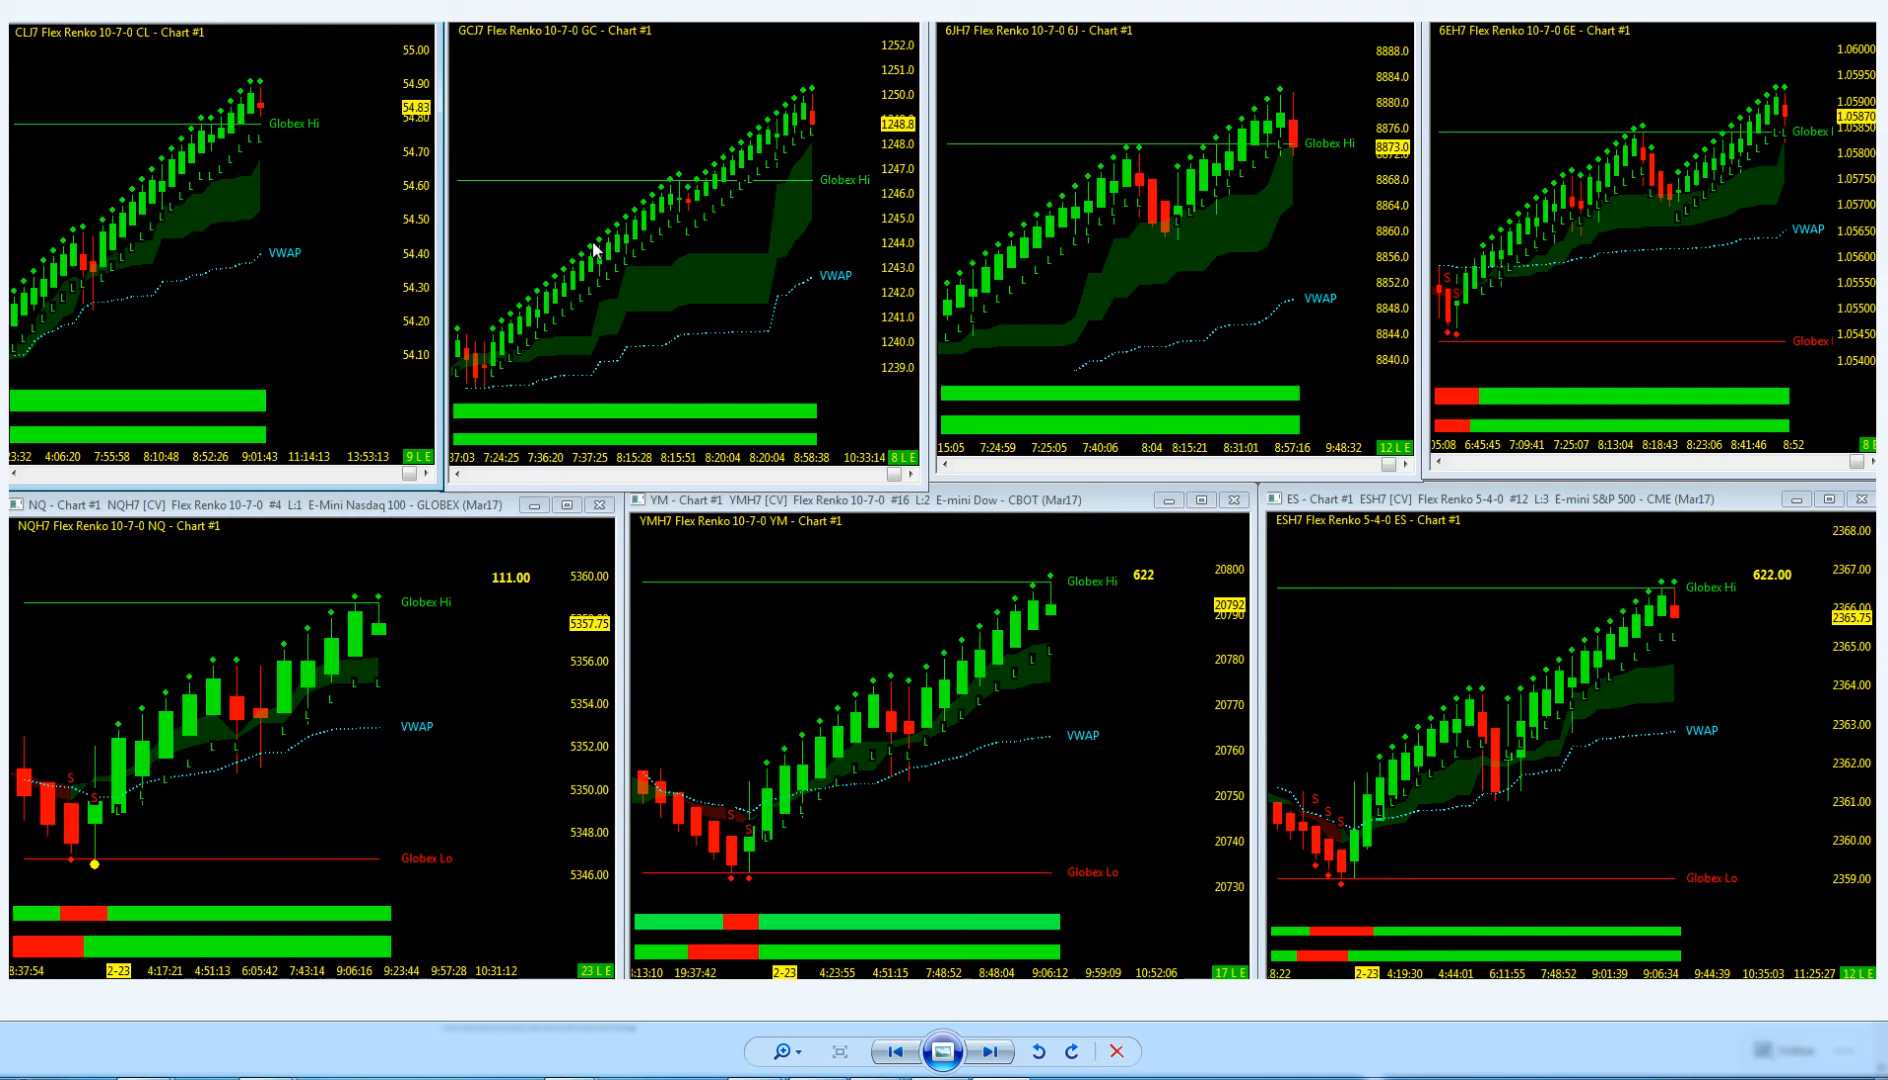 CLJ7 Flex Renko 10-7-0 CL - Chart #1
55.00
54.90
54.83
54.80
54.70
54.60
54.50
54.40
54.30
54.20
54.10
Globex Hi
VWAP
23:32 4:06:20 7:55:58 8:10:48 8:52:26 9:01:43 11:14:13 13:53:13 9 L E
GCJ7 Flex Renko 10-7-0 GC - Chart #1
1252.0
1251.0
1250.0
1248.8
1248.0
1247.0
1246.0
1245.0
1244.0
1243.0
1242.0
1241.0
1240.0
1239.0
Globex Hi
VWAP
:37:03 7:24:25 7:36:20 7:37:25 8:15:28 8:15:51 8:20:04 8:20:04 8:58:38 10:33:14 8 L E
6JH7 Flex Renko 10-7-0 6J - Chart #1
8888.0
8884.0
8880.0
8876.0
8873.0
8872.0
8868.0
8864.0
8860.0
8856.0
8852.0
8848.0
8844.0
8840.0
Globex Hi
VWAP
15:05 7:24:59 7:25:05 7:40:06 8:04 8:15:21 8:31:01 8:57:16 9:48:32 12 L E
6EH7 Flex Renko 10-7-0 6E - Chart #1
1.06000
1.05950
1.05900
1.05870
1.05850
1.05800
1.05750
1.05700
1.05650
1.05600
1.05550
1.05500
1.05450
1.05400
Globex
VWAP
Globex
05:08 6:45:45 7:09:41 7:25:07 8:13:04 8:18:43 8:23:06 8:41:46 8:52 8 E
NQ - Chart #1 NQH7 [CV] Flex Renko 10-7-0 #4 L:1 E-Mini Nasdaq 100 - GLOBEX (Mar17)
NQH7 Flex Renko 10-7-0 NQ - Chart #1
111.00
5360.00
5357.75
5356.00
5354.00
5352.00
5350.00
5348.00
5346.00
Globex Hi
VWAP
Globex Lo
8:37:54 2-23 4:17:21 4:51:13 6:05:42 7:43:14 9:06:16 9:23:44 9:57:28 10:31:12 23 L E
YM - Chart #1 YMH7 [CV] Flex Renko 10-7-0 #16 L:2 E-mini Dow - CBOT (Mar17)
YMH7 Flex Renko 10-7-0 YM - Chart #1
622
20800
20792
20790
20780
20770
20760
20750
20740
20730
Globex Hi
VWAP
Globex Lo
:13:10 19:37:42 2-23 4:23:55 4:51:15 7:48:52 8:48:04 9:06:12 9:59:09 10:52:06 17 L E
ES - Chart #1 ESH7 [CV] Flex Renko 5-4-0 #12 L:3 E-mini S&P 500 - CME (Mar17)
ESH7 Flex Renko 5-4-0 ES - Chart #1
622.00
2368.00
2367.00
2366.00
2365.75
2365.00
2364.00
2363.00
2362.00
2361.00
2360.00
2359.00
Globex Hi
VWAP
Globex Lo
8:22 2-23 4:19:30 4:44:01 6:11:55 7:48:52 9:01:39 9:06:34 9:44:39 10:35:03 11:25:27 12 L E